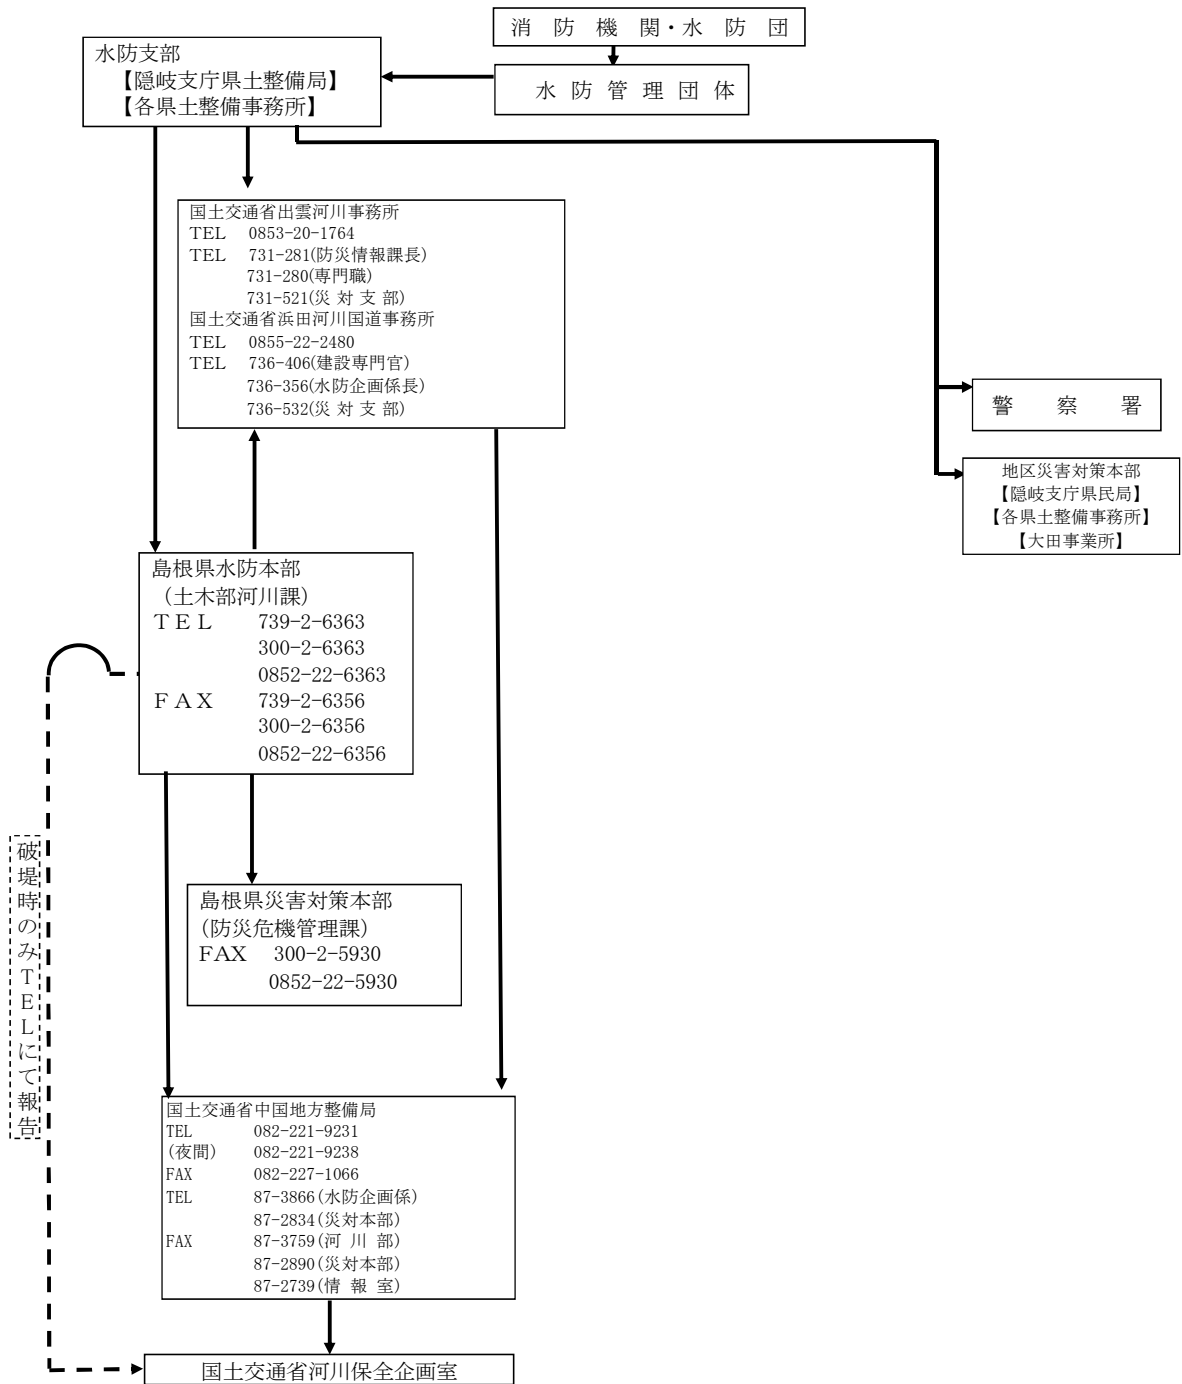 消 防 機 関・水 防 団
水防支部
【隠岐支庁県土整備局】
【各県土整備事務所】
水 防 管 理 団 体
国土交通省出雲河川事務所
TEL 0853-20-1764
TEL 731-281(防災情報課長)
731-280(専門職)
731-521(災 対 支 部)
国土交通省浜田河川国道事務所
TEL 0855-22-2480
TEL 736-406(建設専門官)
736-356(水防企画係長)
736-532(災 対 支 部)
警 察 署
地区災害対策本部
【隠岐支庁県民局】
【各県土整備事務所】
【大田事業所】
島根県水防本部
(土木部河川課)
TEL 739-2-6363
300-2-6363
0852-22-6363
FAX 739-2-6356
300-2-6356
0852-22-6356
破堤時のみTELにて報告
島根県災害対策本部
(防災危機管理課)
FAX 300-2-5930
0852-22-5930
国土交通省中国地方整備局
TEL 082-221-9231
(夜間) 082-221-9238
FAX 082-227-1066
TEL 87-3866(水防企画係)
87-2834(災対本部)
FAX 87-3759(河 川 部)
87-2890(災対本部)
87-2739(情 報 室)
国土交通省河川保全企画室